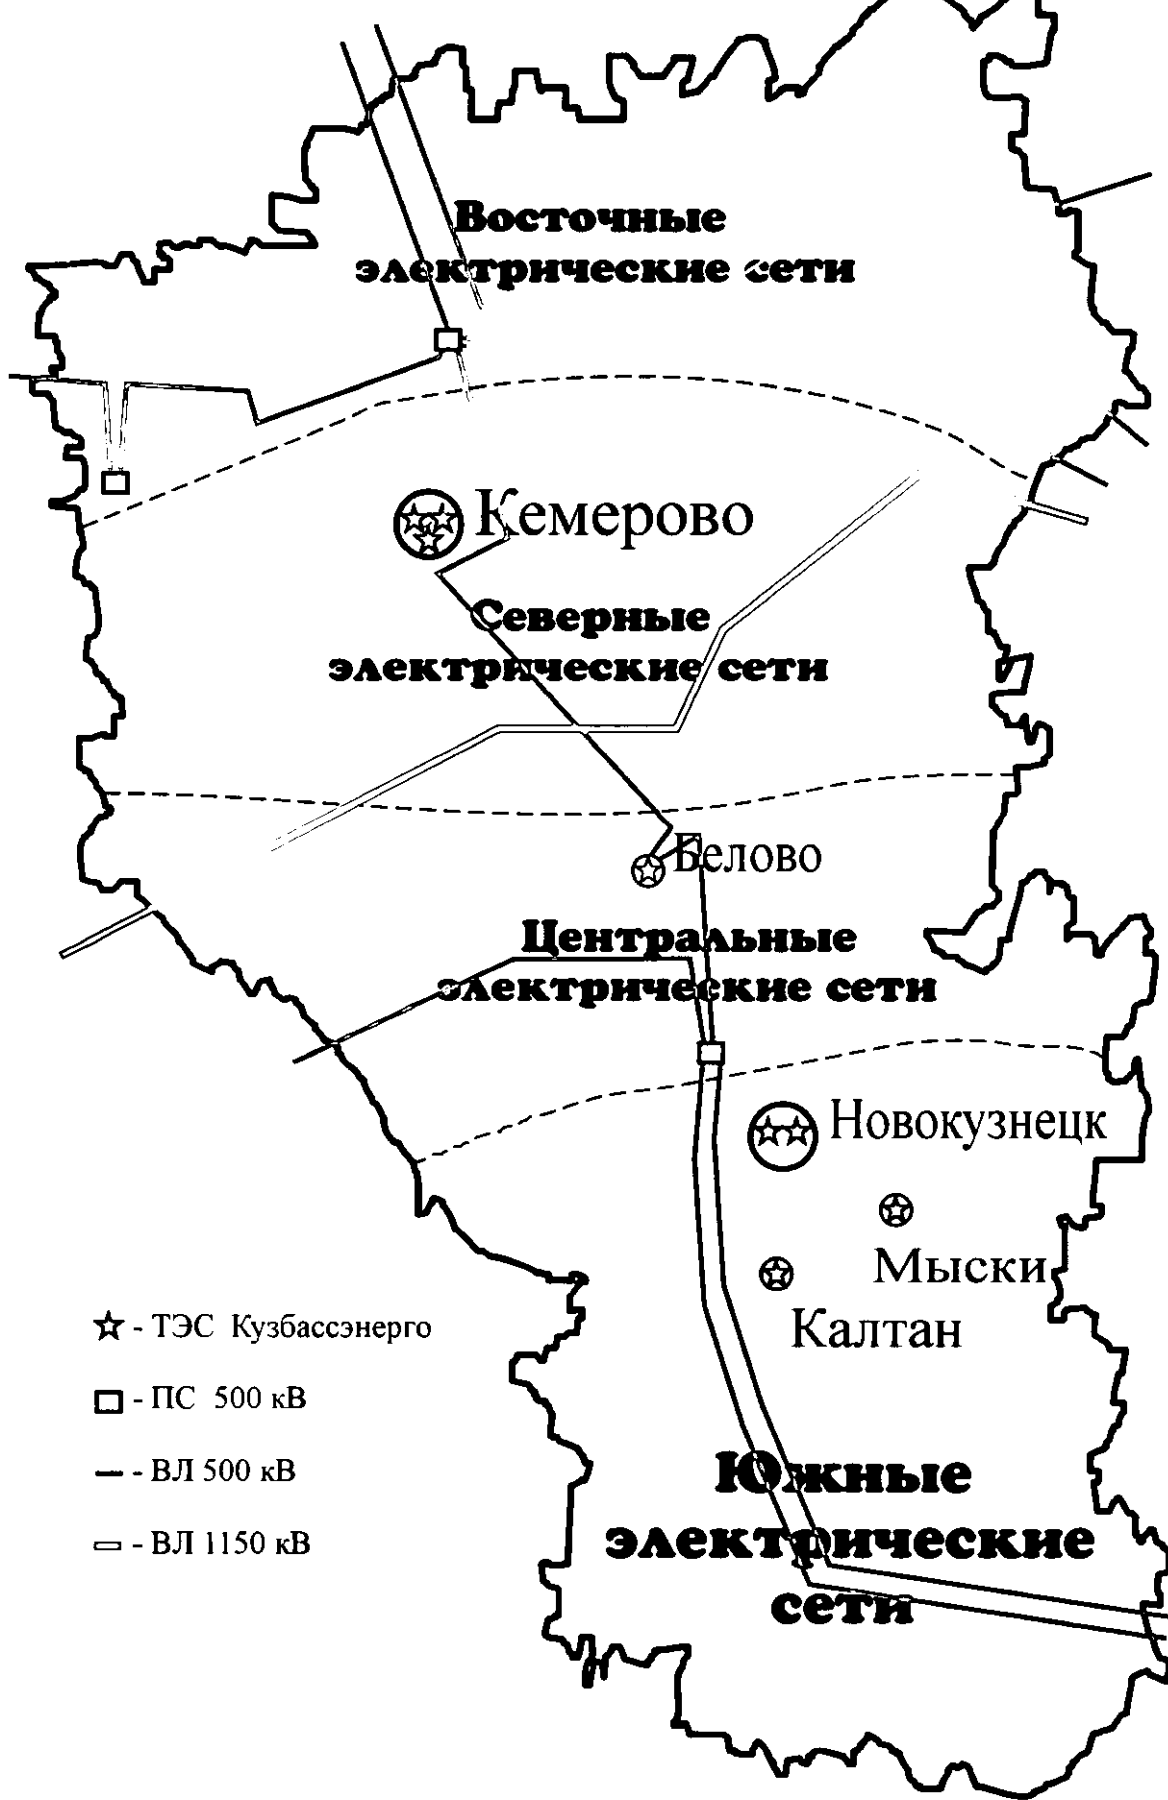 Восточные
электрические сети
Кемерово
Северные
электрические сети
Белово
Центральные
электрические сети
Новокузнецк
Мыски
Калтан
- ТЭС Кузбассэнерго
- ПС 500 кВ
- ВЛ 500 кВ
- ВЛ 1150 кВ
Южные
электрические
сети